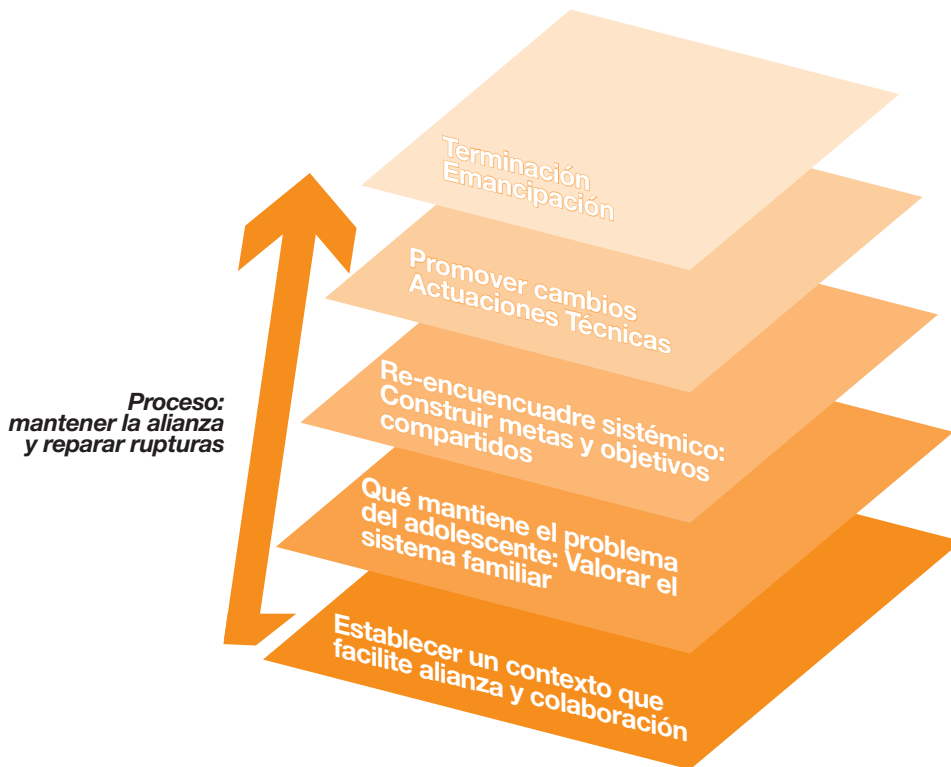 Terminación
Emancipación
Promover cambios
Actuaciones Técnicas
Re-encuencuadre sistémico:
Construir metas y objetivos
compartidos
Proceso:
mantener la alianza
y reparar rupturas
Qué mantiene el problema
del adolescente: Valorar el
sistema familiar
Establecer un contexto que
facilite alianza y colaboración